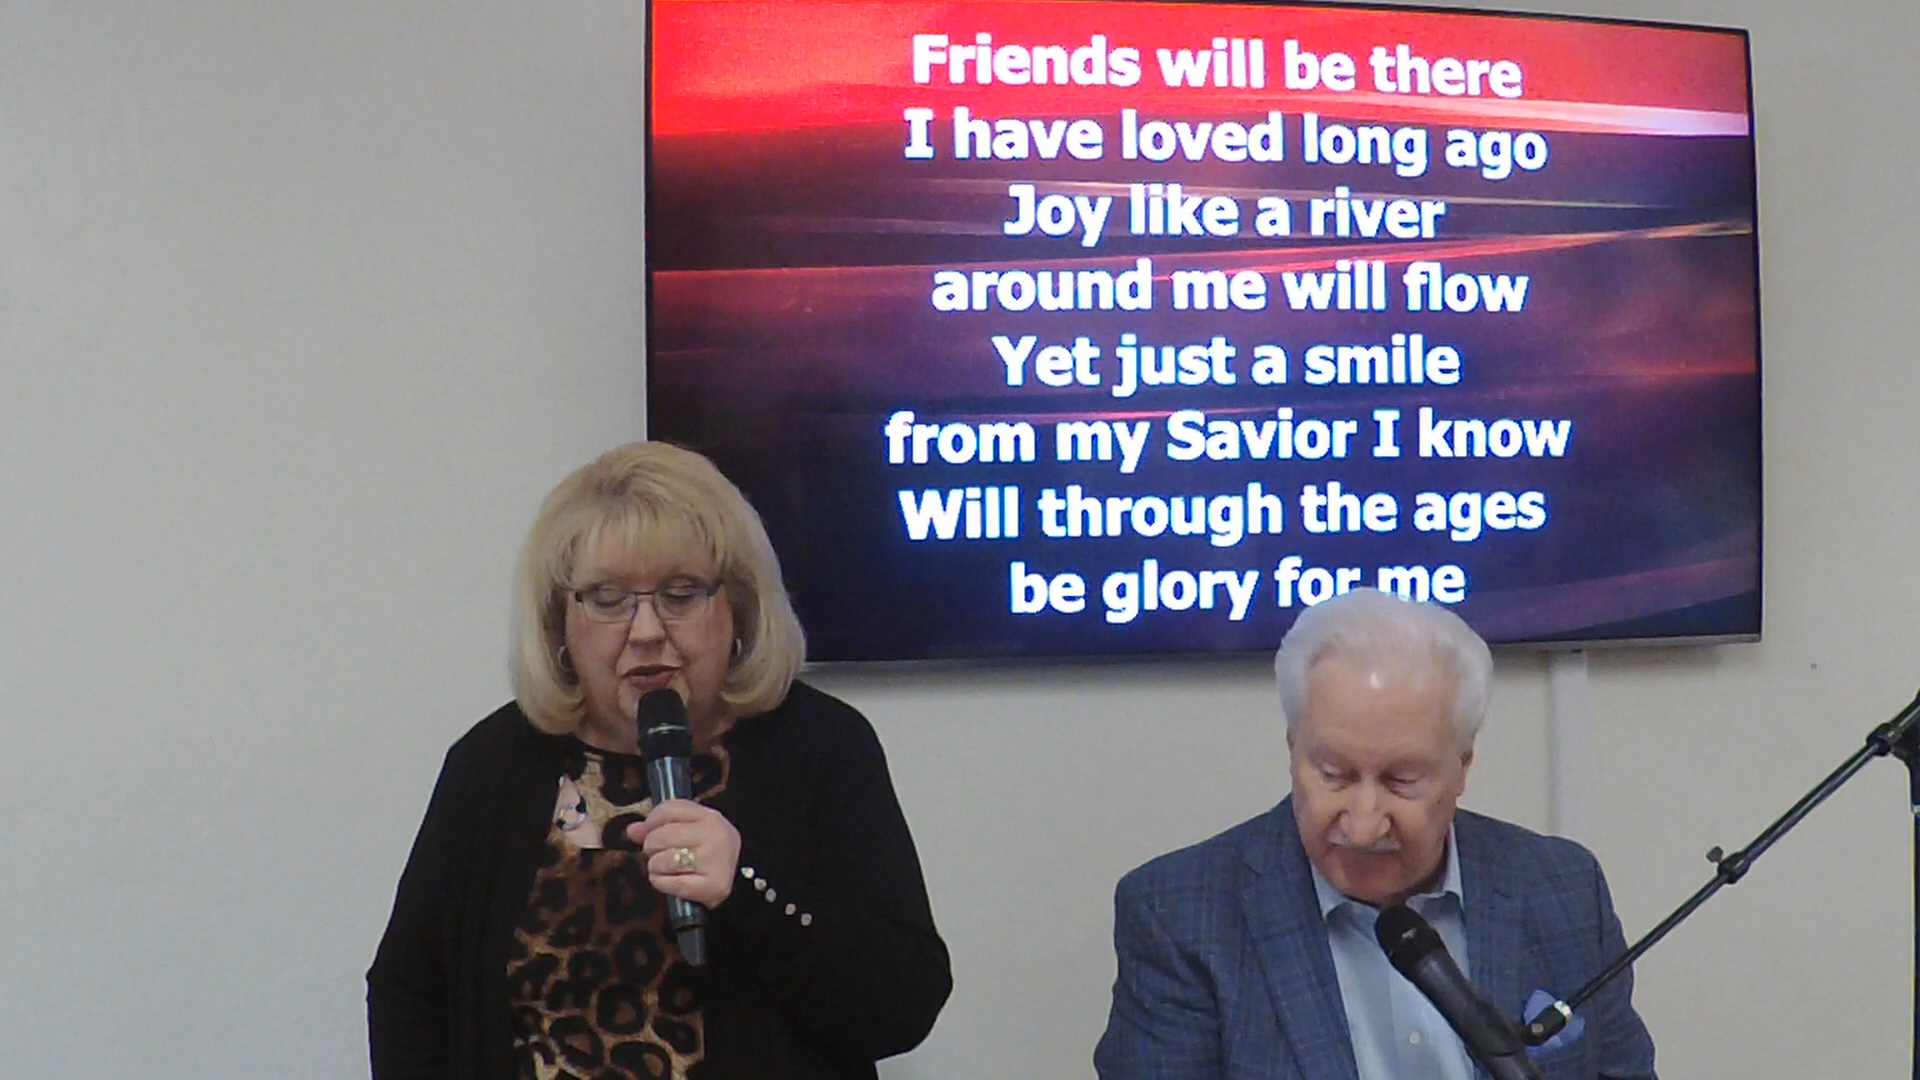 Friends will be there
I have loved long ago
Joy like a river
around me will flow
Yet just a smile
from my Savior I know
Will through the ages
be glory for me